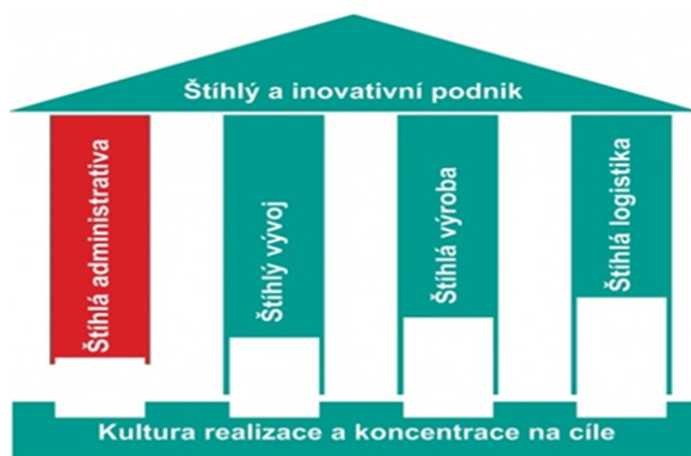 Štíhlý a inovativní podnik
Štíhlá administrativa
Štíhlý vývoj
Štíhlá výroba
Štíhlá logistika
Kultura realizace a koncentrace na cíle